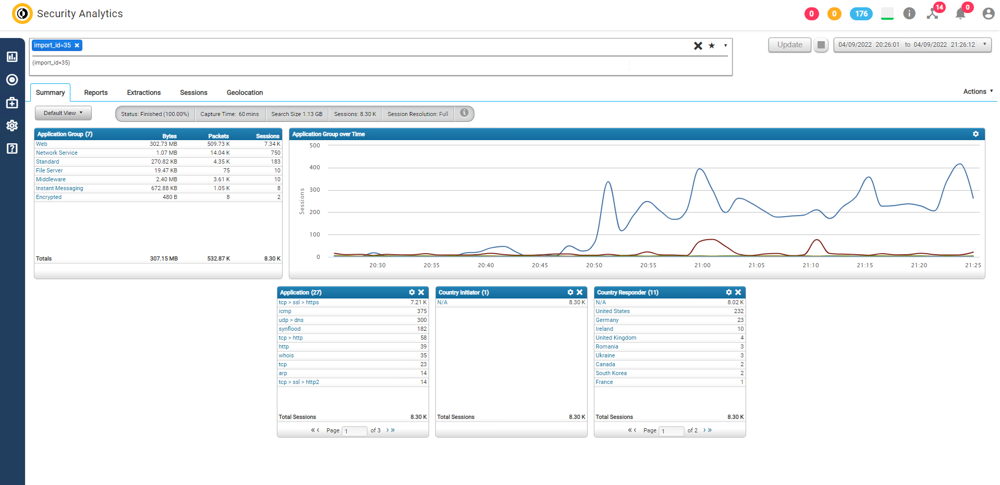 Security Analytics
0 0 176 14 0
import_id=35
(import_id=35)
Update
04/09/2022 20:26:01 to 04/09/2022 21:26:12
Summary Reports Extractions Sessions Geolocation
Actions
Default View
Status: Finished (100.00%) Capture Time: 60 mins Search Size 1.13 GB Sessions: 8.30 K Session Resolution: Full
Application Group (7) Bytes Packets Sessions
Web 302.73 MB 509.73 K 7.34 K
Network Service 1.07 MB 14.04 K 750
Standard 270.82 KB 4.35 K 183
File Server 19.47 KB 75 10
Middleware 2.40 MB 3.61 K 10
Instant Messaging 672.88 KB 1.05 K 8
Encrypted 480 B 8 2
Totals 307.15 MB 532.87 K 8.30 K
Application Group over Time
Sessions
500
400
300
200
100
0
20:30 20:35 20:40 20:45 20:50 20:55 21:00 21:05 21:10 21:15 21:20 21:25
Application (27)
tcp > ssl > https 7.21 K
icmp 375
udp > dns 300
synflood 182
tcp > http 58
http 39
whois 35
tcp 23
arp 14
tcp > ssl > http2 14
Total Sessions 8.30 K
« ‹ Page 1 of 3 › »
Country Initiator (1)
N/A 8.30 K
Total Sessions 8.30 K
Country Responder (11)
N/A 8.02 K
United States 232
Germany 23
Ireland 10
United Kingdom 4
Romania 3
Ukraine 3
Canada 2
South Korea 2
France 1
Total Sessions 8.30 K
« ‹ Page 1 of 2 › »